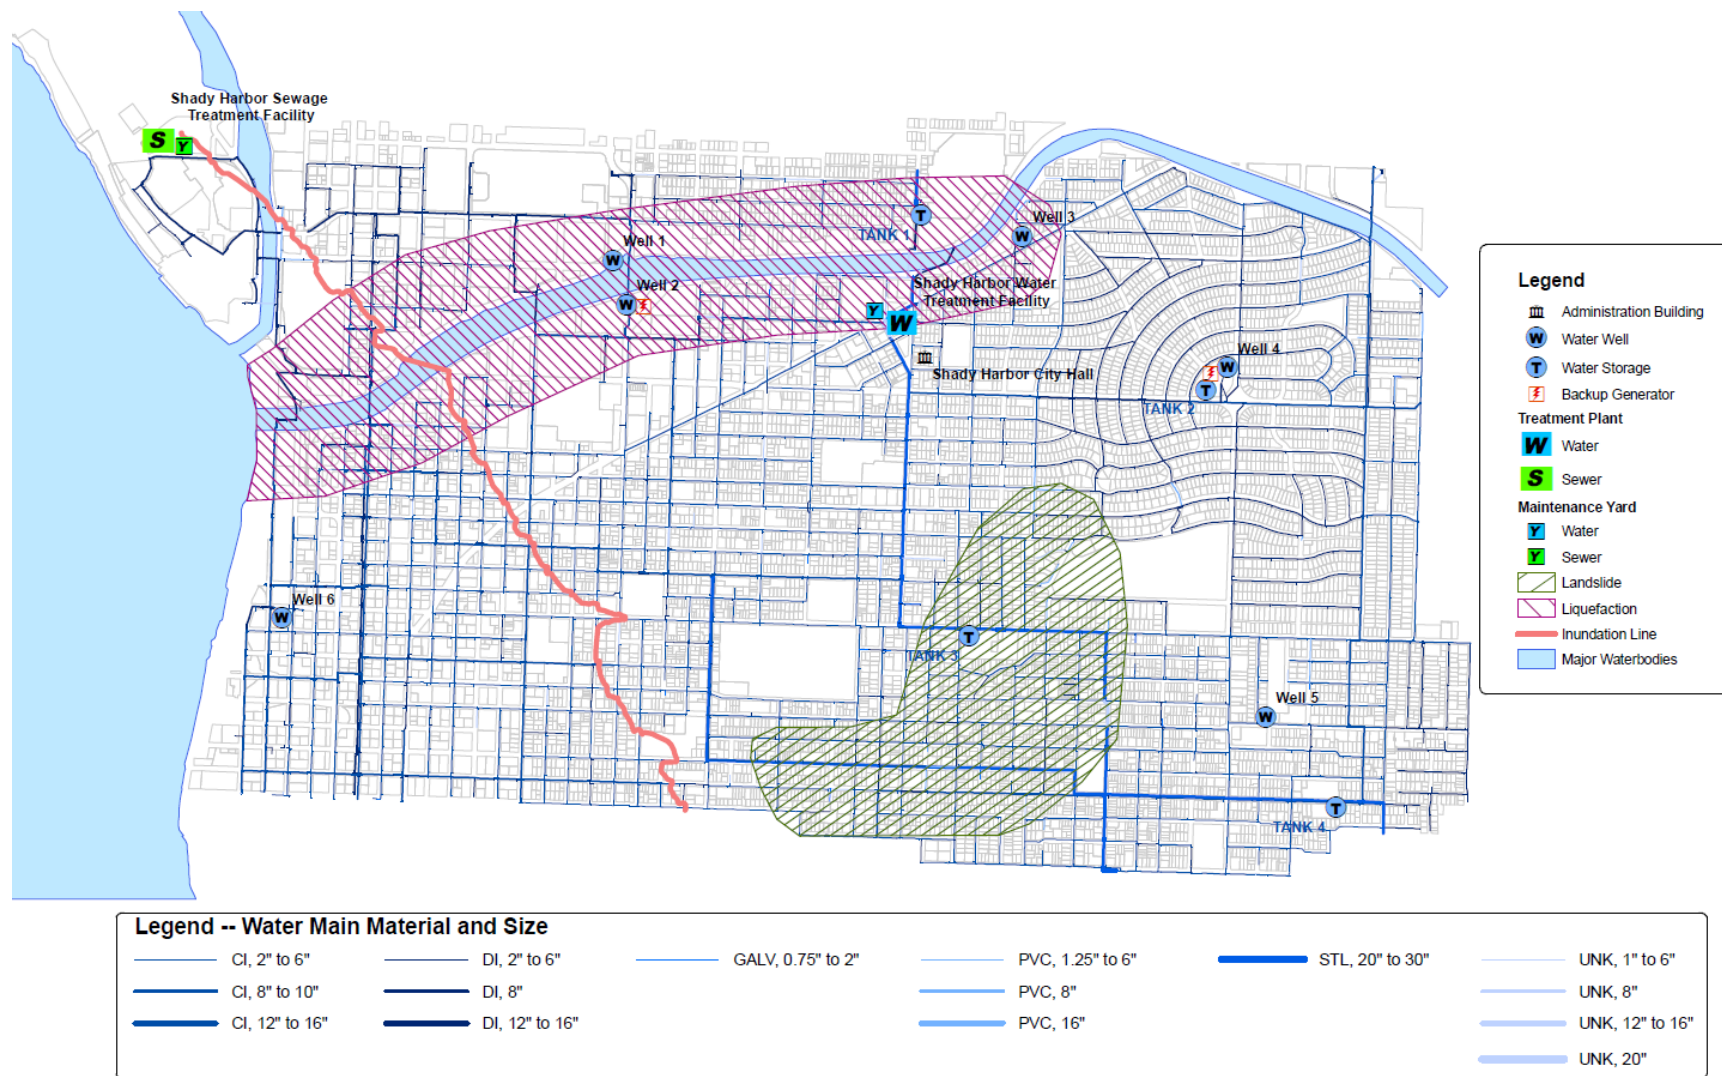 Shady Harbor Sewage
Treatment Facility
S
Y
T
TANK 1
Well 3
W
Well 1
W
Well 2
W
Shady Harbor Water
Treatment Facility
Y
W
Shady Harbor City Hall
Well 4
W
T
TANK 2
Well 6
W
T
TANK 3
Well 5
W
T
TANK 4
Legend
Administration Building
W Water Well
T Water Storage
Backup Generator
Treatment Plant
W Water
S Sewer
Maintenance Yard
Y Water
Y Sewer
Landslide
Liquefaction
Inundation Line
Major Waterbodies
Legend -- Water Main Material and Size
CI, 2" to 6"
CI, 8" to 10"
CI, 12" to 16"
DI, 2" to 6"
DI, 8"
DI, 12" to 16"
GALV, 0.75" to 2"
PVC, 1.25" to 6"
PVC, 8"
PVC, 16"
STL, 20" to 30"
UNK, 1" to 6"
UNK, 8"
UNK, 12" to 16"
UNK, 20"